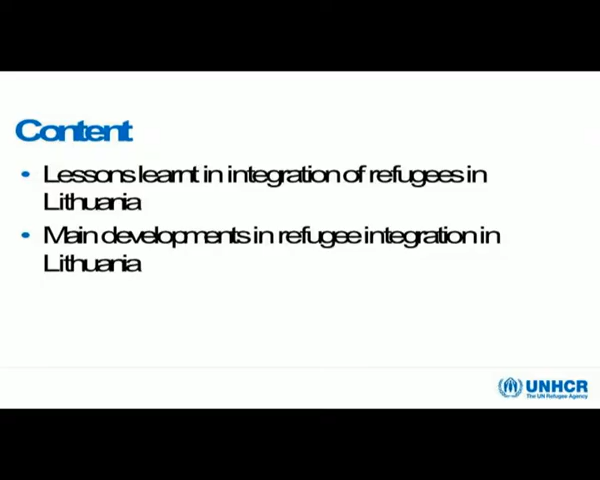 Content
• Lessons learnt in integration of refugees in
Lithuania
• Main developments in refugee integration in
Lithuania
UNHCR
The UN Refugee Agency